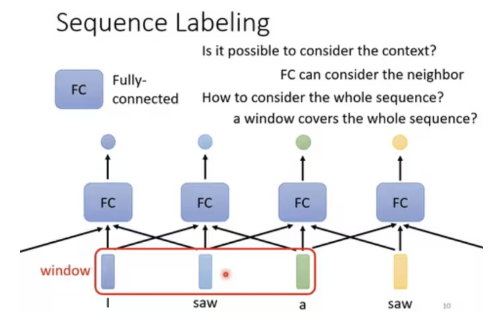 Sequence Labeling
Is it possible to consider the context?
FC can consider the neighbor
How to consider the whole sequence?
a window covers the whole sequence?
FC
Fully-
connected
FC FC FC FC
window
I saw a saw
10